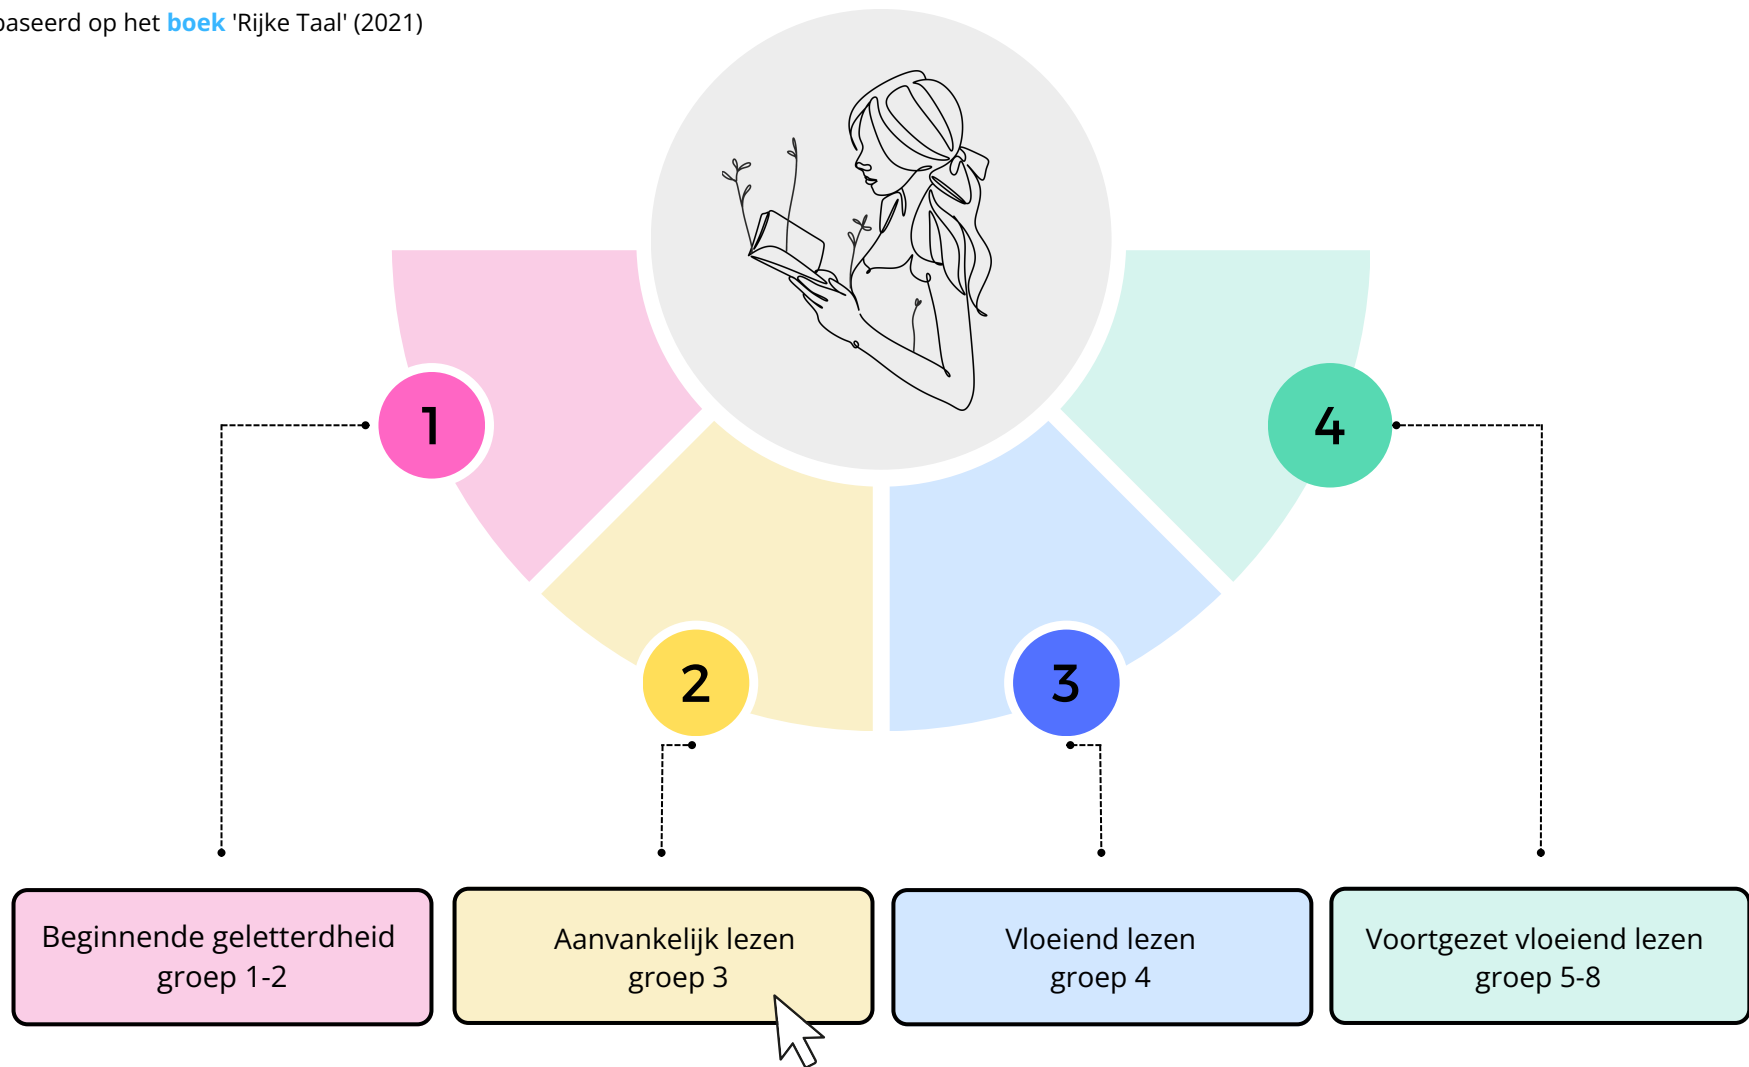 baseerd op het boek 'Rijke Taal' (2021)
1
4
2
3
Beginnende geletterdheid
groep 1-2
Aanvankelijk lezen
groep 3
Vloeiend lezen
groep 4
Voortgezet vloeiend lezen
groep 5-8